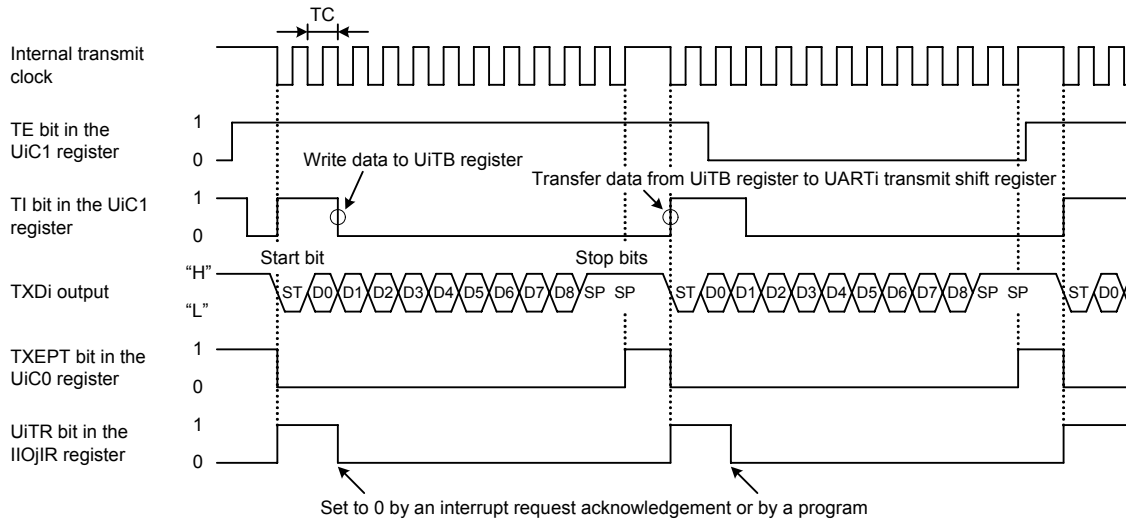 TC
Internal transmit
clock
TE bit in the
UiC1 register
1
0
Write data to UiTB register
Transfer data from UiTB register to UARTi transmit shift register
TI bit in the UiC1
register
1
0
Start bit
Stop bits
TXDi output
“H”
“L”
ST D0 D1 D2 D3 D4 D5 D6 D7 D8 SP SP ST D0 D1 D2 D3 D4 D5 D6 D7 D8 SP SP ST D0
TXEPT bit in the
UiC0 register
1
0
UiTR bit in the
IIOjIR register
1
0
Set to 0 by an interrupt request acknowledgement or by a program